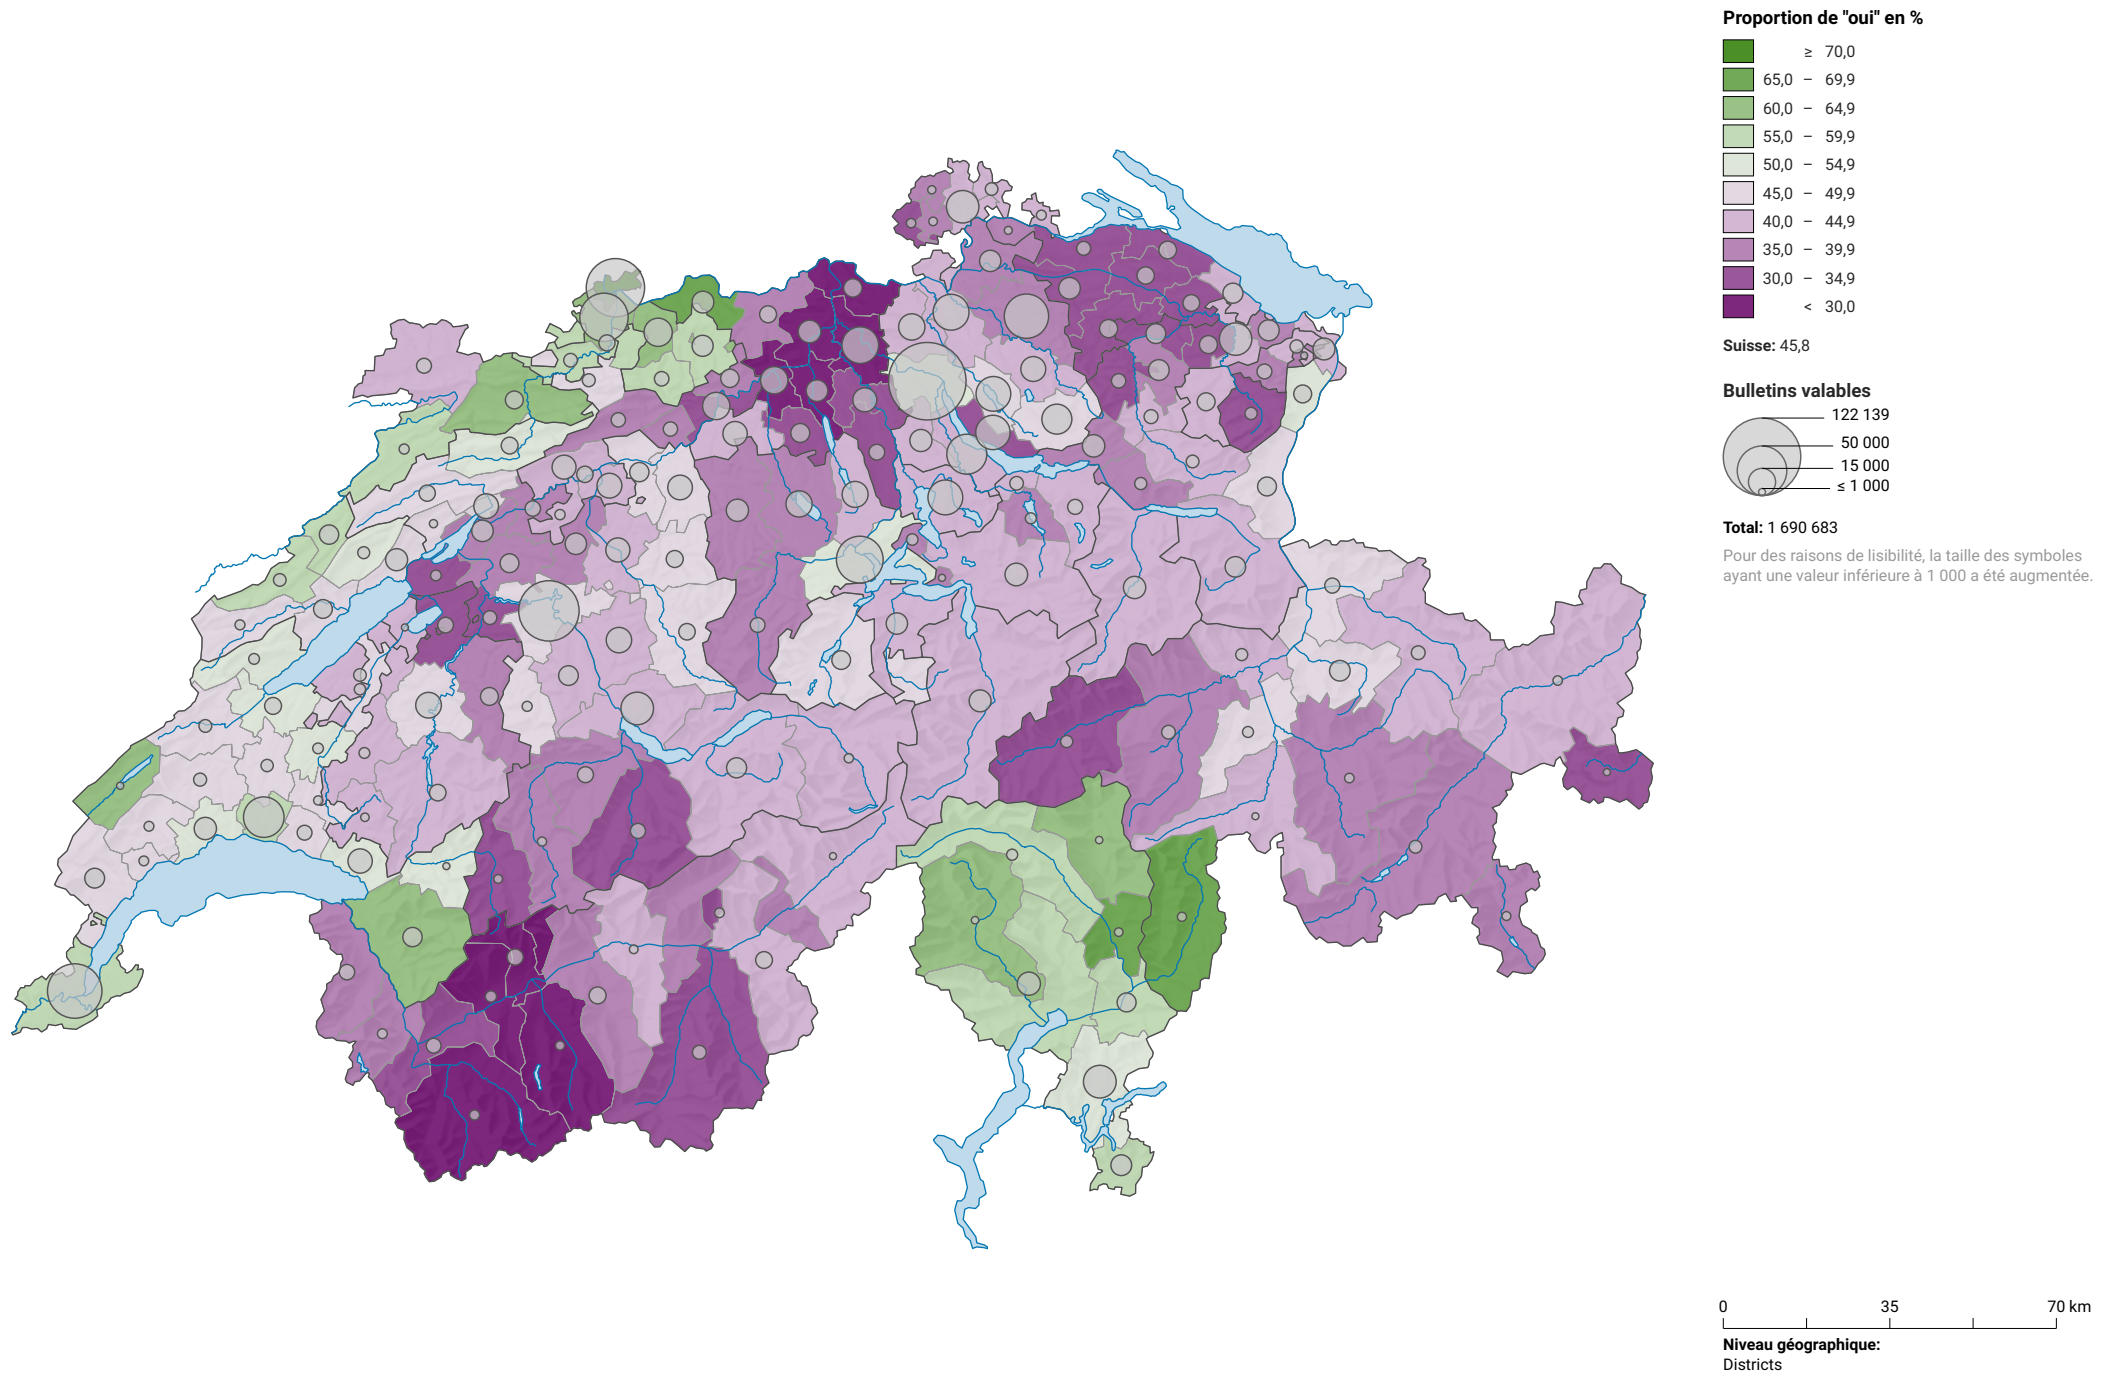 Proportion de "oui" en %
≥ 70,0
65,0 – 69,9
60,0 – 64,9
55,0 – 59,9
50,0 – 54,9
45,0 – 49,9
40,0 – 44,9
35,0 – 39,9
30,0 – 34,9
< 30,0
Suisse: 45,8
Bulletins valables
122 139
50 000
15 000
≤ 1 000
Total: 1 690 683
Pour des raisons de lisibilité, la taille des symboles
ayant une valeur inférieure à 1 000 a été augmentée.
0 35 70 km
Niveau géographique:
Districts